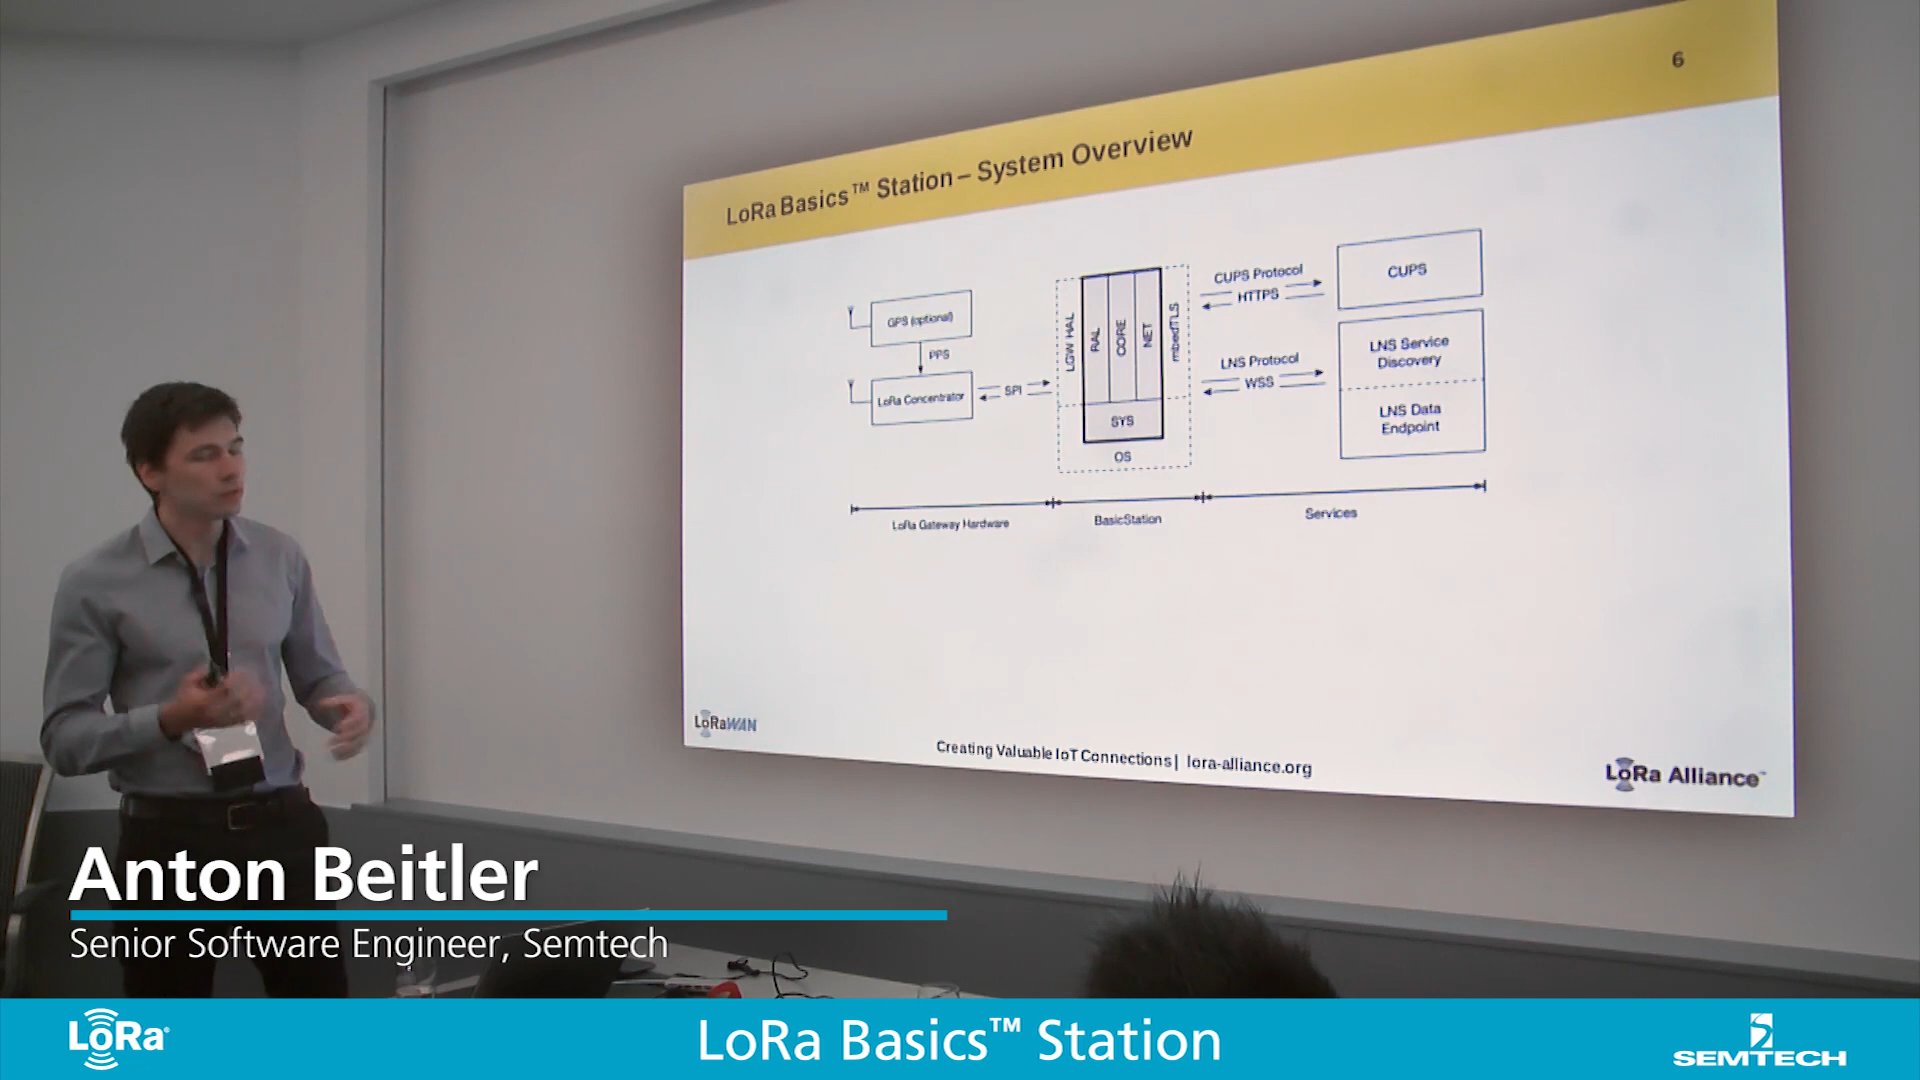 6
LoRa Basics™ Station – System Overview
GPS (optional)
PPS
LoRa Concentrator
SPI
LGW HAL
RAL
CORE
NET
mbedTLS
SYS
OS
CUPS Protocol
HTTPS
LNS Protocol
WSS
CUPS
LNS Service
Discovery
LNS Data
Endpoint
LoRa Gateway Hardware
BasicStation
Services
LoRaWAN
Creating Valuable IoT Connections | lora-alliance.org
LoRa Alliance™
Anton Beitler
Senior Software Engineer, Semtech
LoRa®
LoRa Basics™ Station
SEMTECH